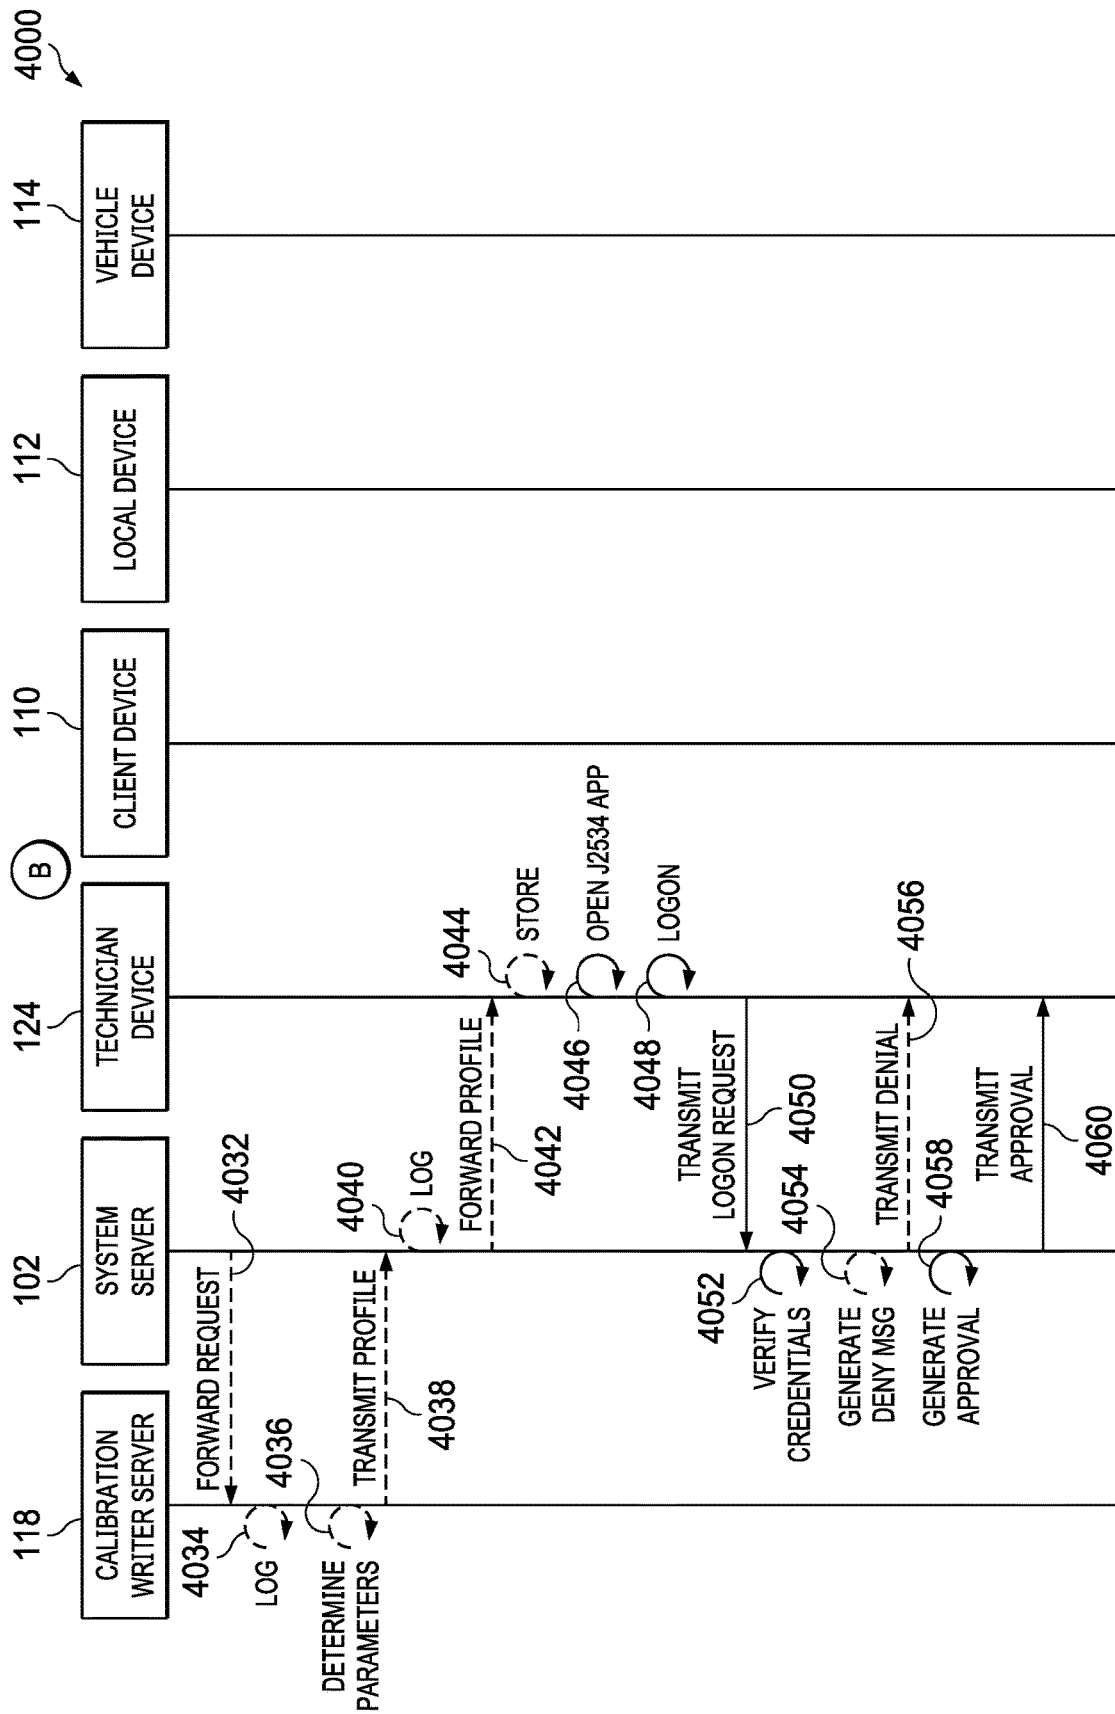 4000
118
102
124
B
110
112
114
CALIBRATION
WRITER SERVER
SYSTEM
SERVER
TECHNICIAN
DEVICE
CLIENT DEVICE
LOCAL DEVICE
VEHICLE
DEVICE
FORWARD REQUEST
4032
4034
LOG
4036
DETERMINE
PARAMETERS
TRANSMIT PROFILE
4038
4040
LOG
FORWARD PROFILE
4042
4044
STORE
4046
OPEN J2534 APP
4048
LOGON
TRANSMIT
LOGON REQUEST
4050
4052
VERIFY
CREDENTIALS
4054
GENERATE
DENY MSG
TRANSMIT DENIAL
4056
4058
GENERATE
APPROVAL
TRANSMIT
APPROVAL
4060